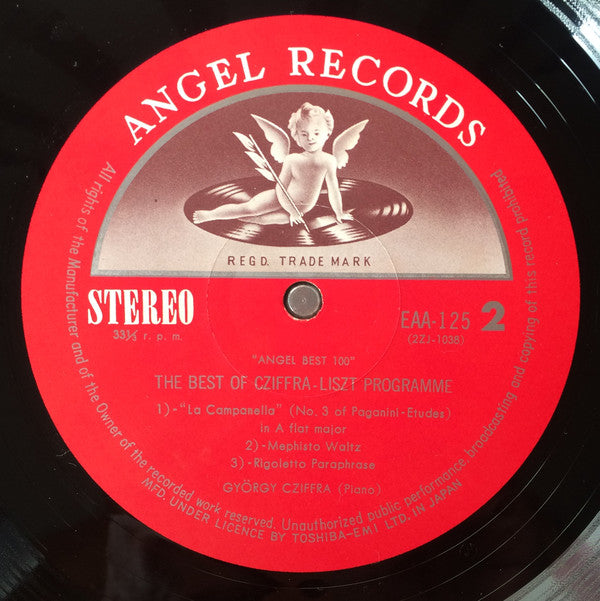 ANGEL RECORDS
REGD. TRADE MARK
STEREO
33⅓ r. p. m.
EAA-125 2
(2ZJ-1038)
"ANGEL BEST 100"
THE BEST OF CZIFFRA-LISZT PROGRAMME
1)-"La Campanella" (No. 3 of Paganini-Etudes)
in A flat major
2)-Mephisto Waltz
3)-Rigoletto Paraphrase
GYÖRGY CZIFFRA (Piano)
All rights of the Manufacturer and of the Owner of the recorded work reserved. Unauthorized public performance, broadcasting and copying of this record prohibited
MFD. UNDER LICENCE BY TOSHIBA-EMI LTD. IN JAPAN